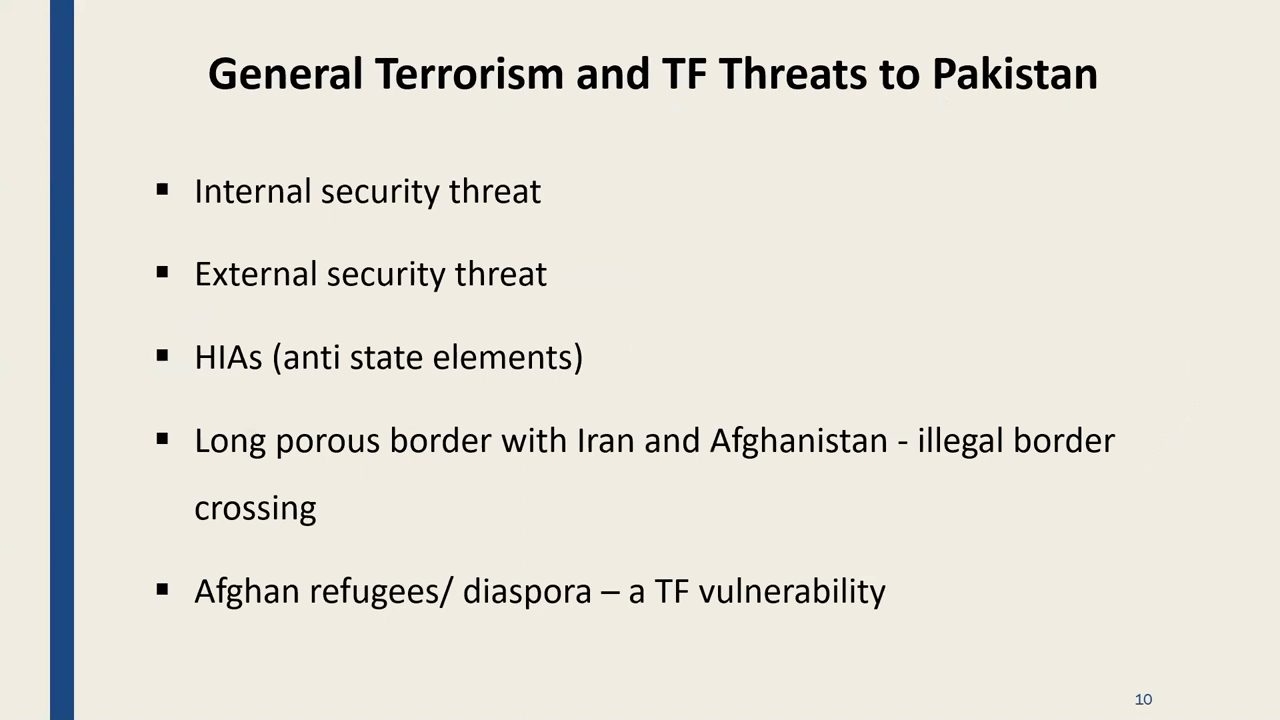 General Terrorism and TF Threats to Pakistan
▪ Internal security threat
▪ External security threat
▪ HIAs (anti state elements)
▪ Long porous border with Iran and Afghanistan - illegal border
crossing
▪ Afghan refugees/ diaspora – a TF vulnerability
10